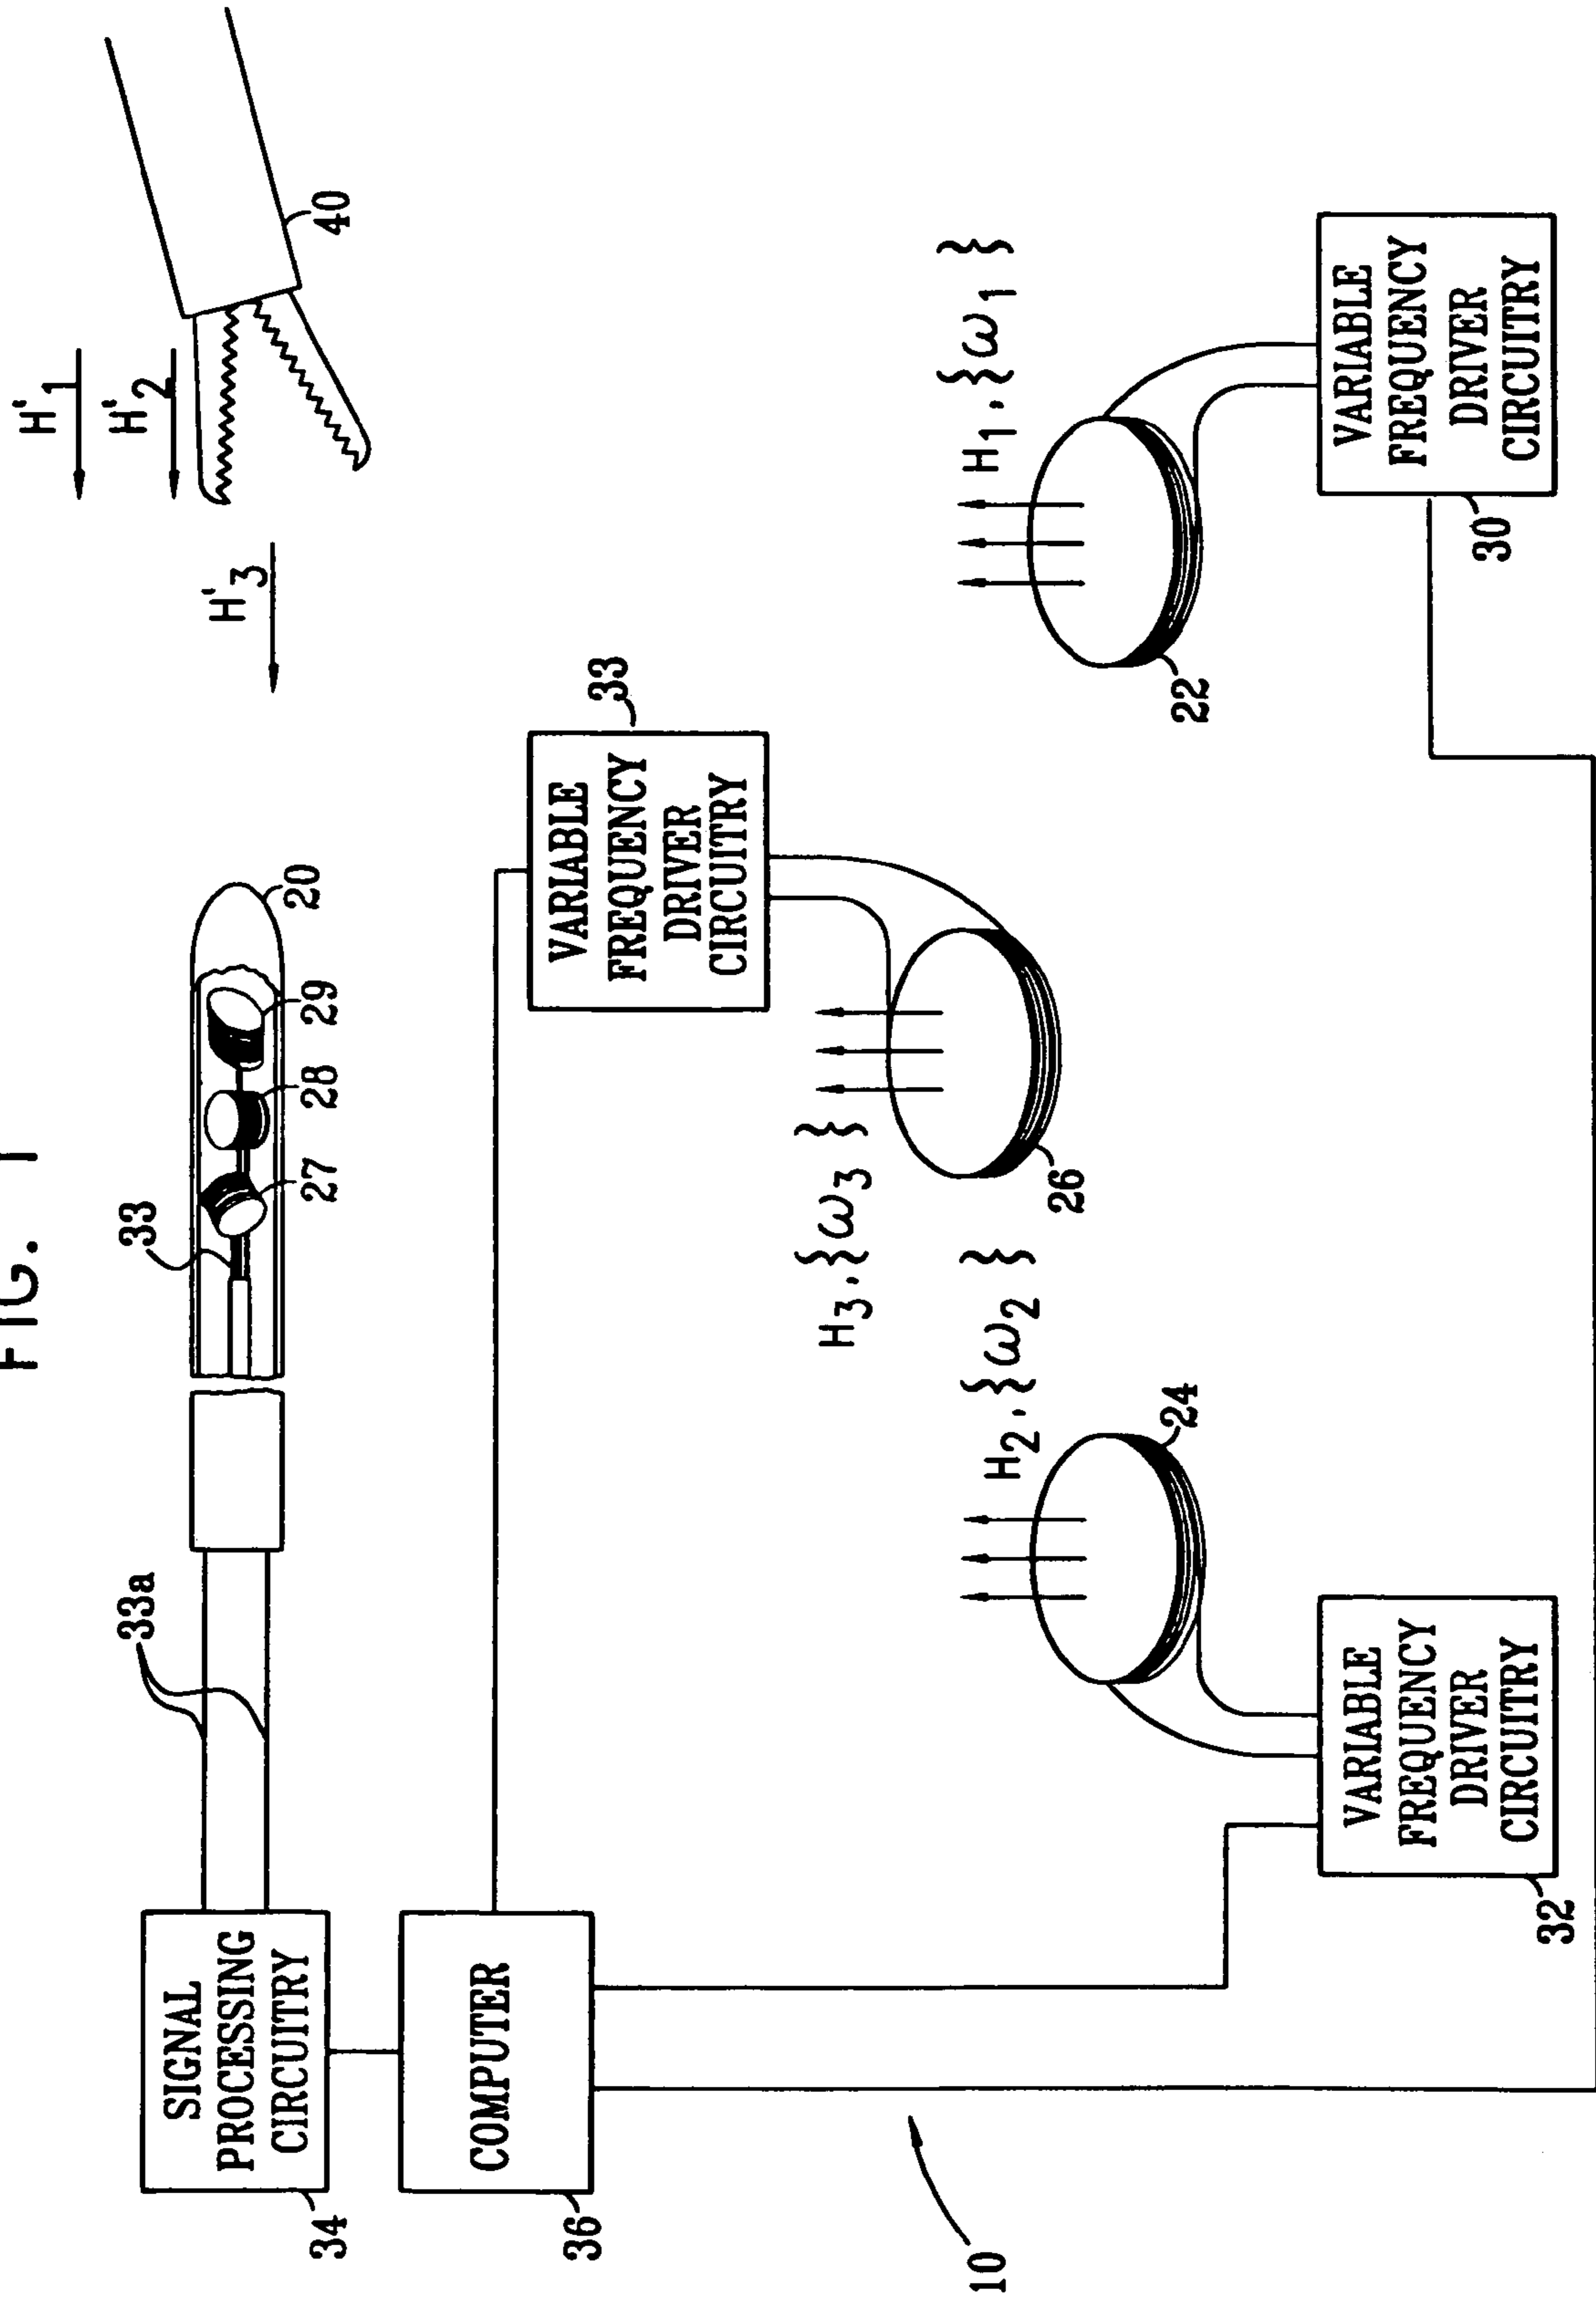 FIG. 1
33a
33
27
28
29
20
H'1
H'2
H'3
40
SIGNAL
PROCESSING
CIRCUITRY
34
COMPUTER
36
10
VARIABLE
FREQUENCY
DRIVER
CIRCUITRY
33
H3,{ω3}
26
H2,{ω2}
24
H1,{ω1}
22
VARIABLE
FREQUENCY
DRIVER
CIRCUITRY
32
VARIABLE
FREQUENCY
DRIVER
CIRCUITRY
30